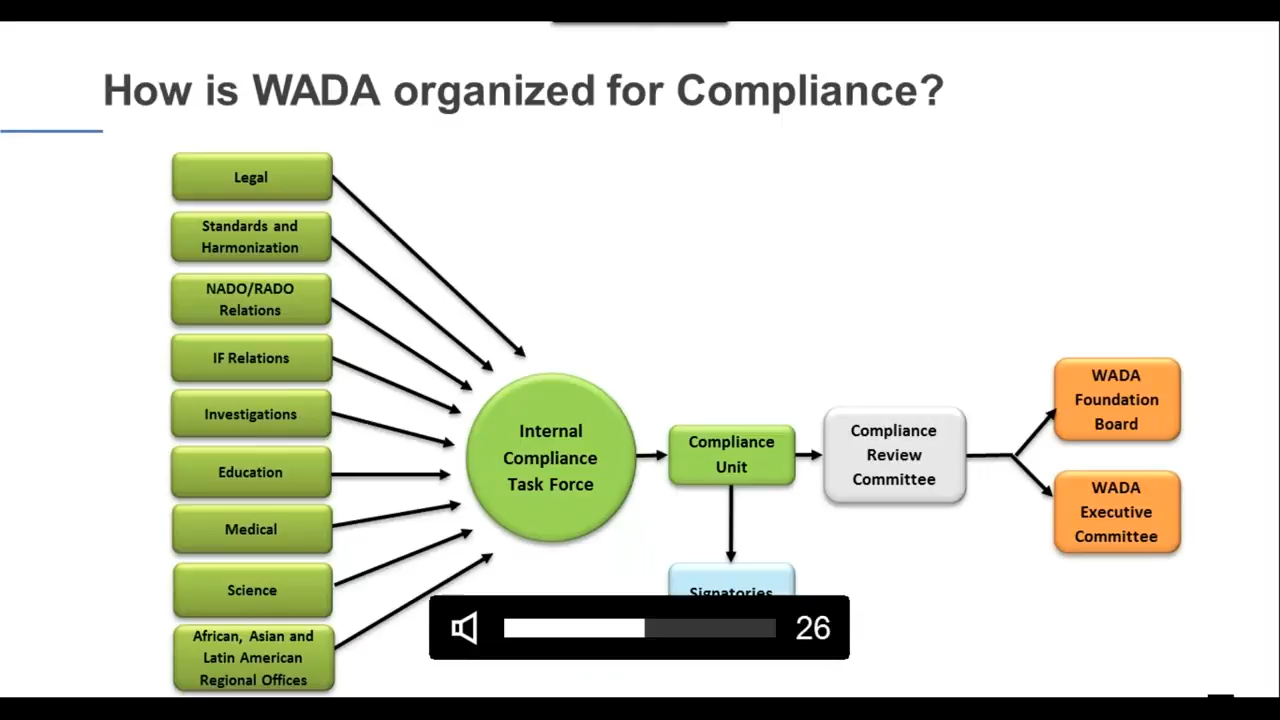 How is WADA organized for Compliance?
Legal
Standards and
Harmonization
NADO/RADO
Relations
IF Relations
Investigations
Education
Medical
Science
African, Asian and
Latin American
Regional Offices
Internal
Compliance
Task Force
Compliance
Unit
Signatories
Compliance
Review
Committee
WADA
Foundation
Board
WADA
Executive
Committee
26